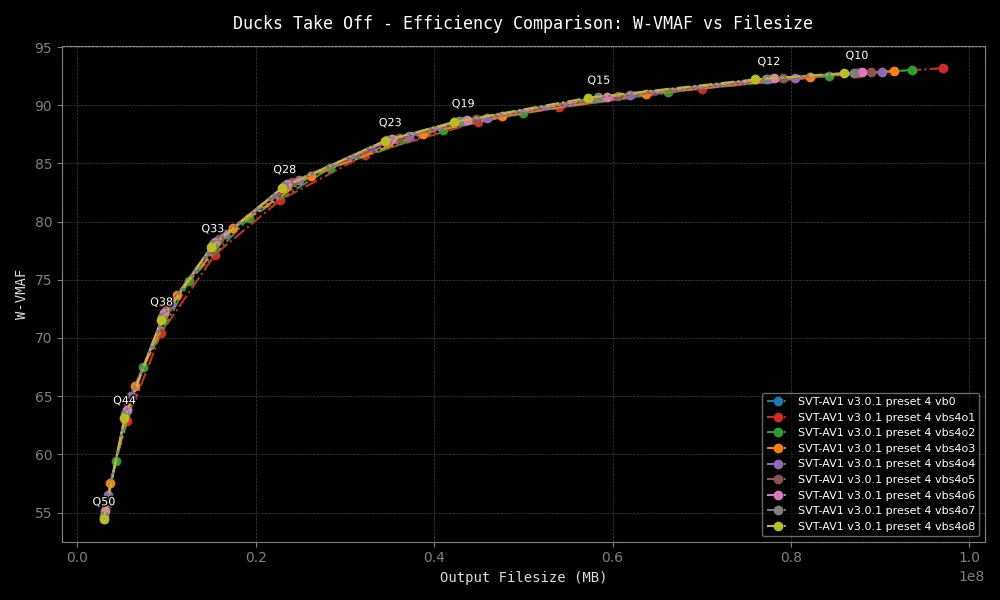 Ducks Take Off - Efficiency Comparison: W-VMAF vs Filesize
95
90
85
80
75
70
65
60
55
W-VMAF
Q10
Q12
Q15
Q19
Q23
Q28
Q33
Q38
Q44
Q50
SVT-AV1 v3.0.1 preset 4 vb0
SVT-AV1 v3.0.1 preset 4 vbs4o1
SVT-AV1 v3.0.1 preset 4 vbs4o2
SVT-AV1 v3.0.1 preset 4 vbs4o3
SVT-AV1 v3.0.1 preset 4 vbs4o4
SVT-AV1 v3.0.1 preset 4 vbs4o5
SVT-AV1 v3.0.1 preset 4 vbs4o6
SVT-AV1 v3.0.1 preset 4 vbs4o7
SVT-AV1 v3.0.1 preset 4 vbs4o8
0.0 0.2 0.4 0.6 0.8 1.0
1e8
Output Filesize (MB)